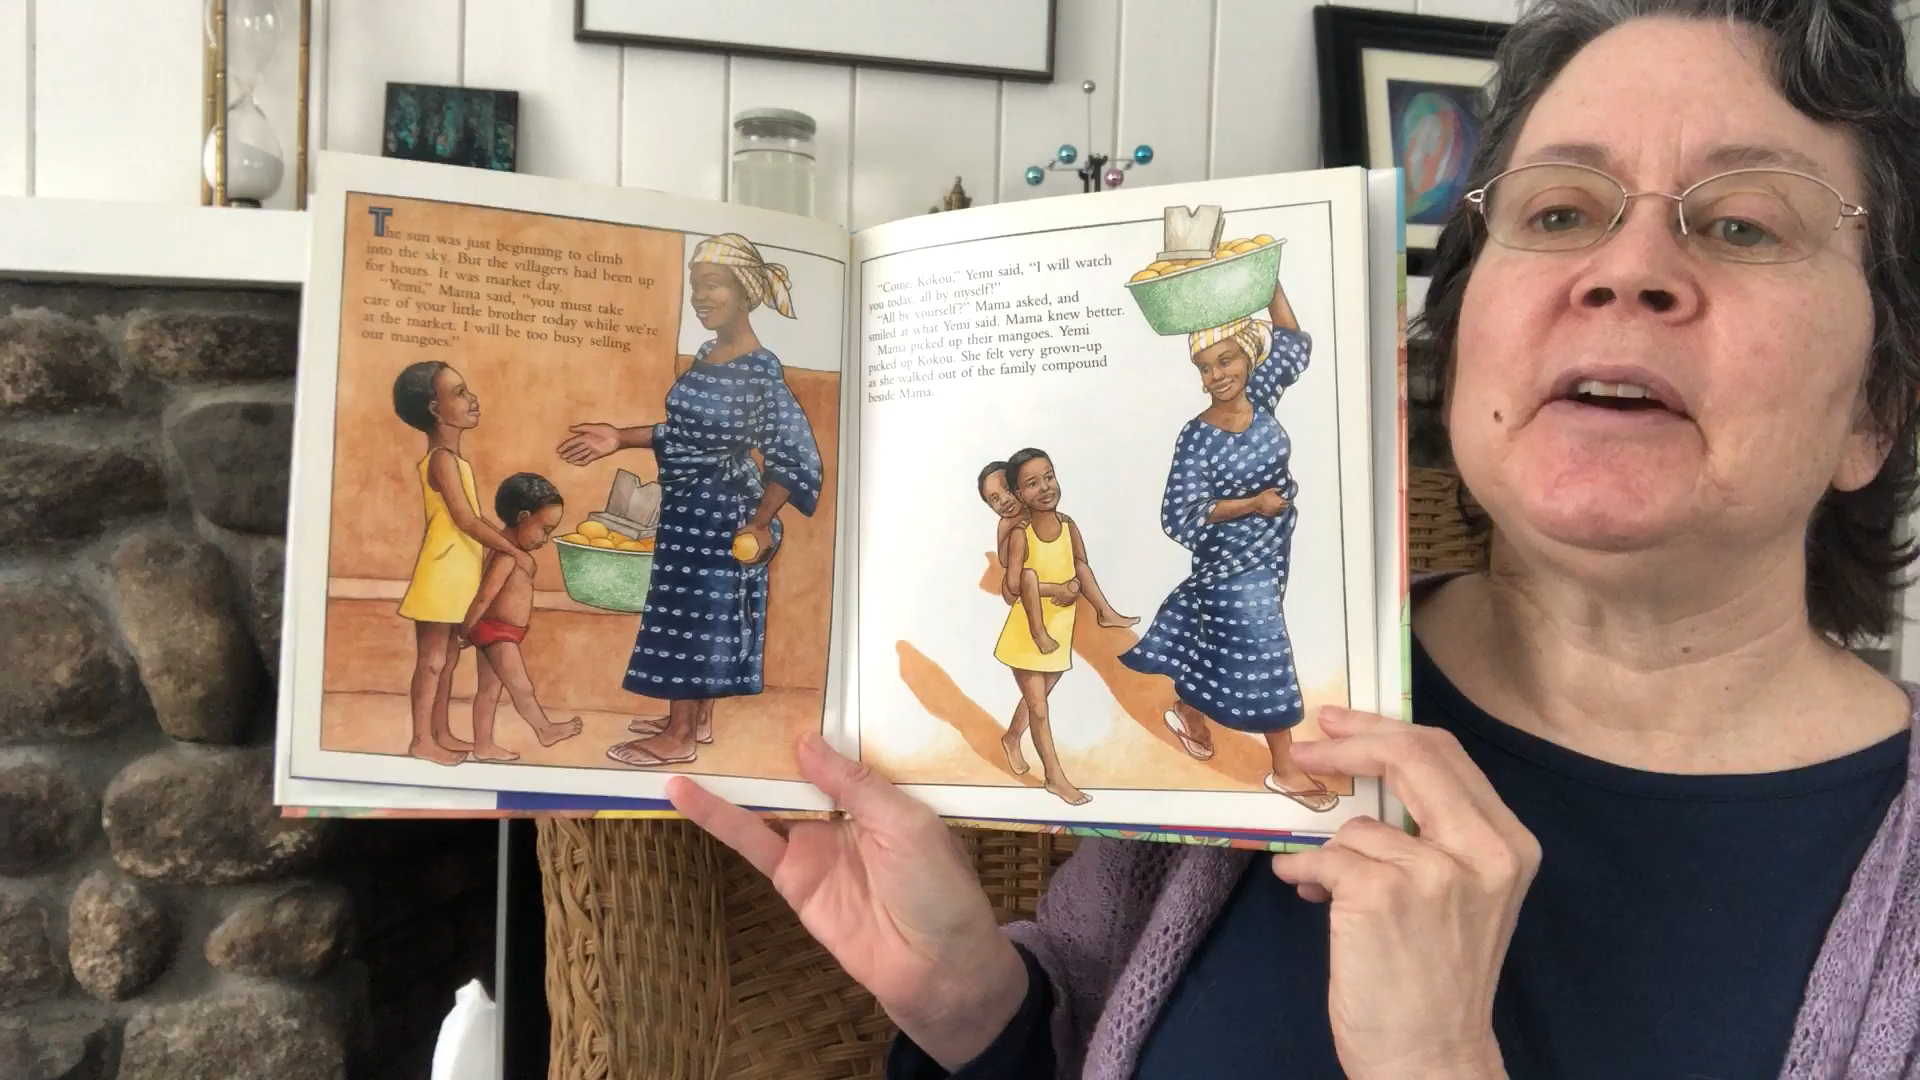 The sun was just beginning to climb
into the sky. But the villagers had been up
for hours. It was market day.
"Yemi," Mama said, "you must take
care of your little brother today while we're
at the market. I will be too busy selling
our mangoes."
"Come, Kokou," Yemi said, "I will watch
you today, all by myself!"
"All by yourself?" Mama asked, and
smiled at what Yemi said. Mama knew better.
Mama picked up their mangoes. Yemi
picked up Kokou. She felt very grown-up
as she walked out of the family compound
beside Mama.